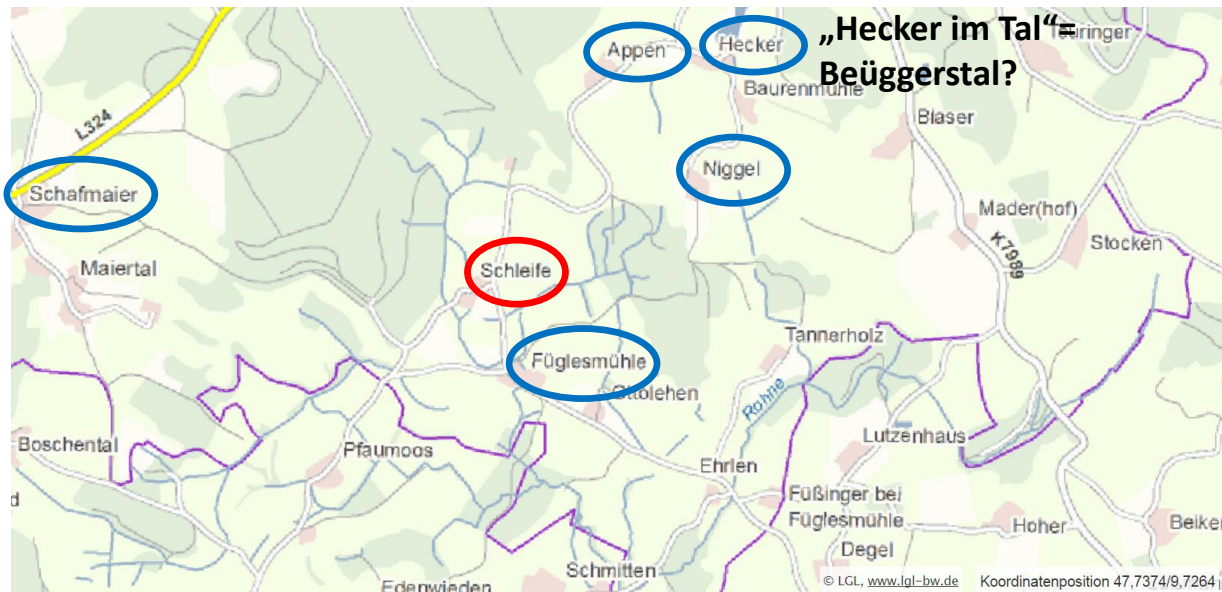 „Hecker im Tal“=
Beüggerstal?
Appen
Hecker
Baurenmühle
Blaser
L324
Schafmaier
Niggel
Mader(hof)
Stocken
K7989
Maiertal
Schleife
Tannerholz
Füglesmühle
Ottolehen
Rohne
Boschental
Pfaumoos
Lutzenhaus
Ehrlen
Füßinger bei
Füglesmühle
Hoher
Degel
Schmitten
Edenwieden
© LGL, www.lgl-bw.de Koordinatenposition 47,7374/9,7264